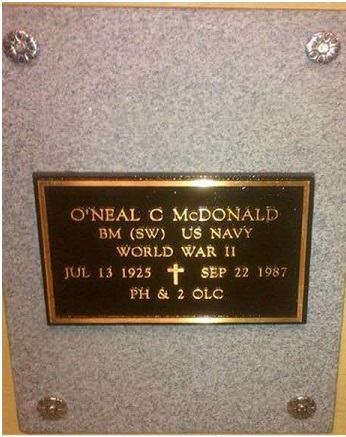 O'NEAL C McDONALD
BM (SW) US NAVY
WORLD WAR II
JUL 13 1925 SEP 22 1987
PH & 2 OLC